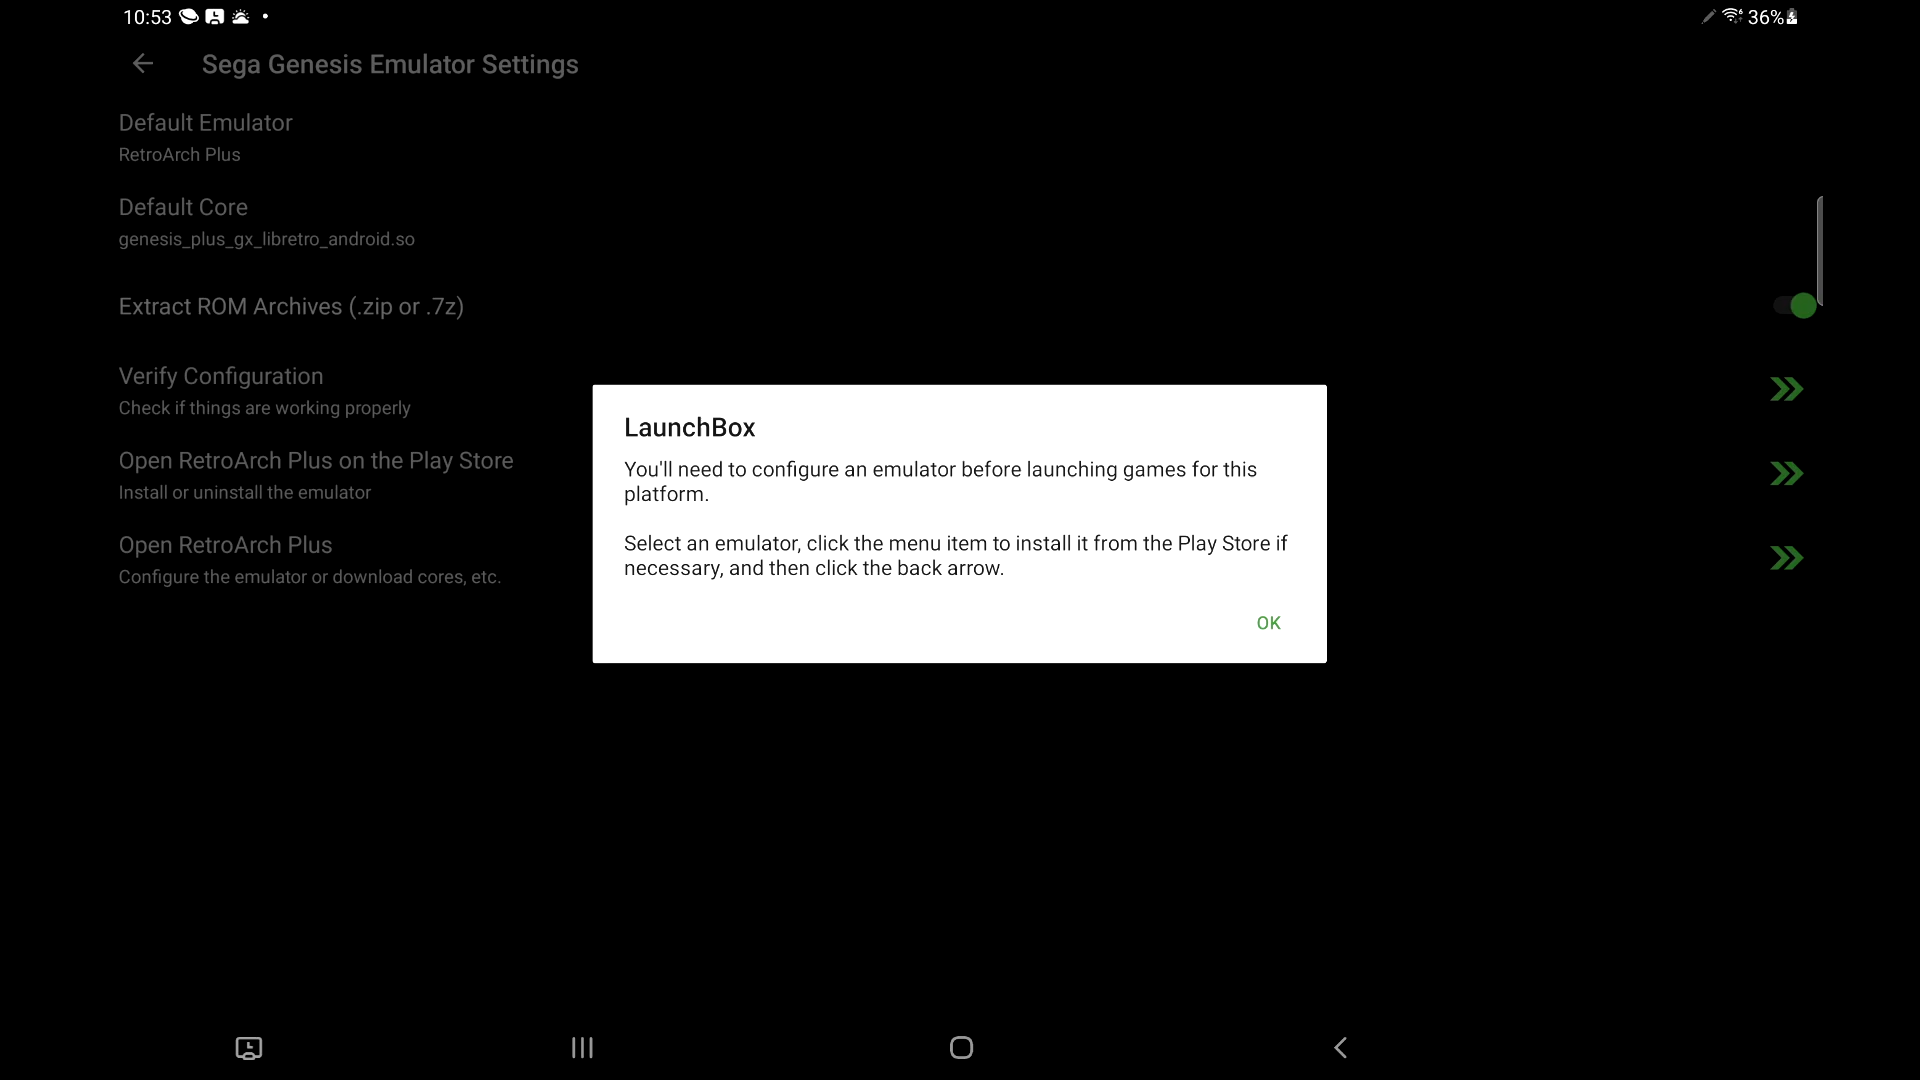 10:53
36%
Sega Genesis Emulator Settings
Default Emulator
RetroArch Plus
Default Core
genesis_plus_gx_libretro_android.so
Extract ROM Archives (.zip or .7z)
Verify Configuration
Check if things are working properly
Open RetroArch Plus on the Play Store
Install or uninstall the emulator
Open RetroArch Plus
Configure the emulator or download cores, etc.
LaunchBox
You'll need to configure an emulator before launching games for this
platform.
Select an emulator, click the menu item to install it from the Play Store if
necessary, and then click the back arrow.
OK